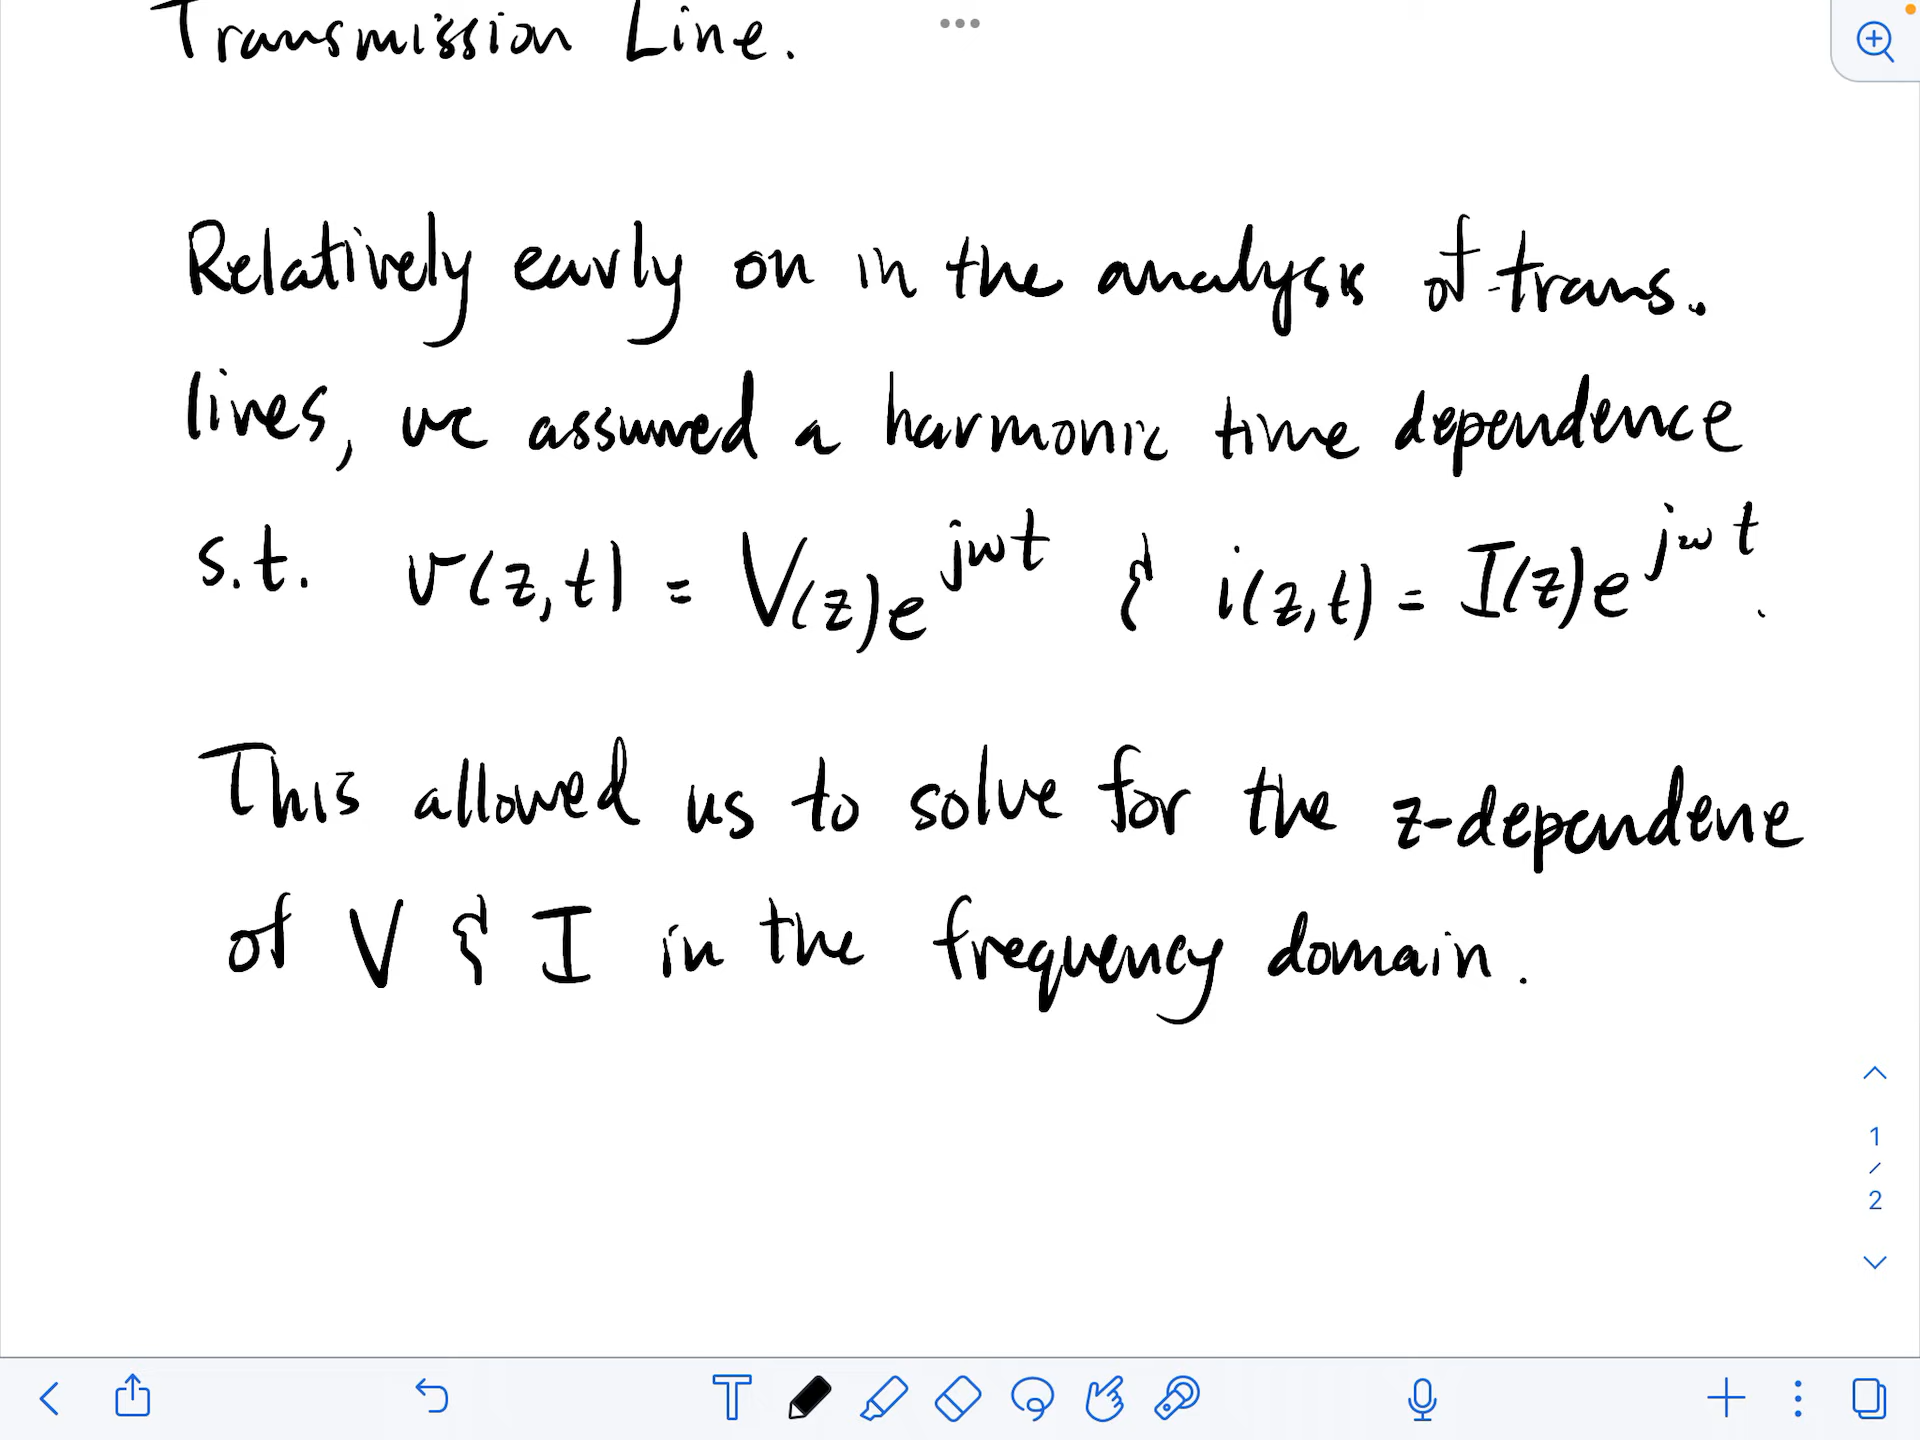 Transmission Line.
Relatively early on in the analysis of trans.
lines, we assumed a harmonic time dependence
s.t. v(z,t) = V(z)e^{jωt} & i(z,t) = I(z)e^{jωt}.
This allowed us to solve for the z-dependene
of V & I in the frequency domain.
1
/
2
T